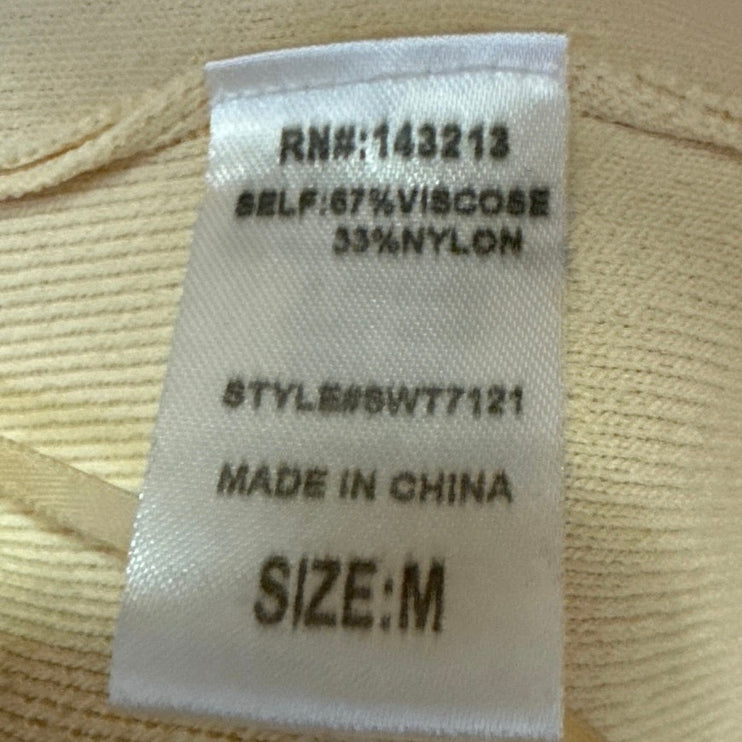 RN#:143213
SELF:67%VISCOSE
33%NYLON
STYLE#SWT7121
MADE IN CHINA
SIZE:M